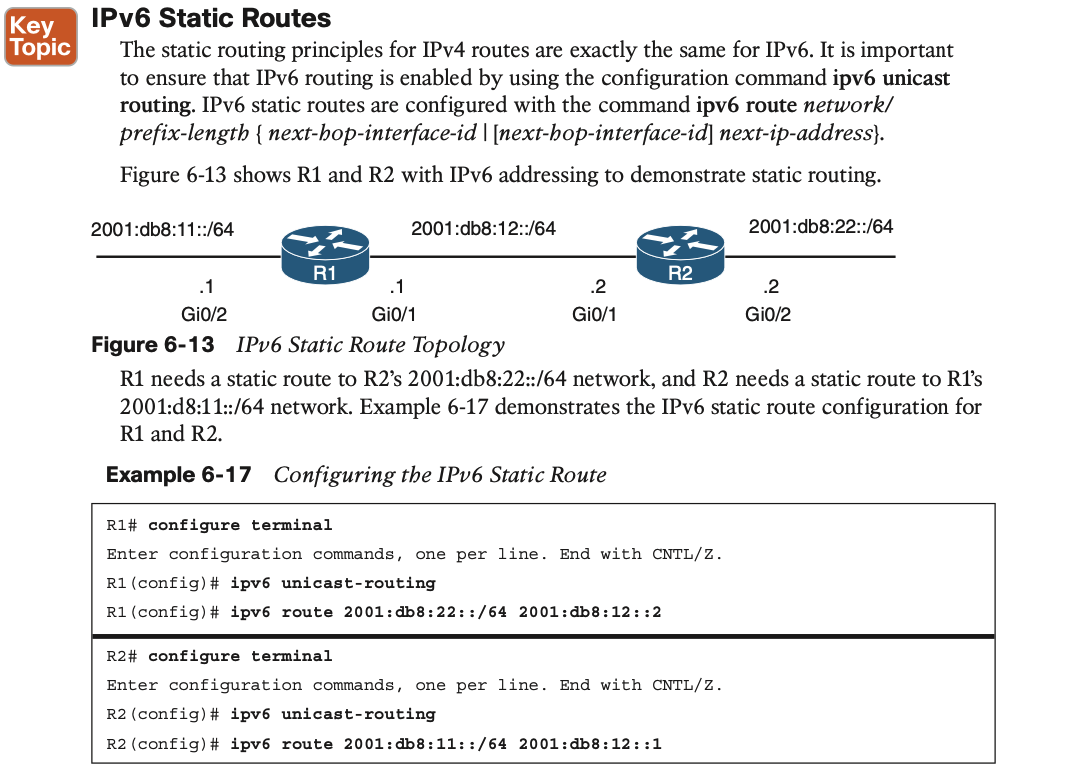 Key
Topic
IPv6 Static Routes
The static routing principles for IPv4 routes are exactly the same for IPv6. It is important
to ensure that IPv6 routing is enabled by using the configuration command ipv6 unicast
routing. IPv6 static routes are configured with the command ipv6 route network/
prefix-length { next-hop-interface-id | [next-hop-interface-id] next-ip-address}.
Figure 6-13 shows R1 and R2 with IPv6 addressing to demonstrate static routing.
2001:db8:11::/64 2001:db8:12::/64 2001:db8:22::/64
R1 R2
.1 .1 .2 .2
Gi0/2 Gi0/1 Gi0/1 Gi0/2
Figure 6-13 IPv6 Static Route Topology
R1 needs a static route to R2's 2001:db8:22::/64 network, and R2 needs a static route to R1's
2001:d8:11::/64 network. Example 6-17 demonstrates the IPv6 static route configuration for
R1 and R2.
Example 6-17 Configuring the IPv6 Static Route
R1# configure terminal
Enter configuration commands, one per line. End with CNTL/Z.
R1(config)# ipv6 unicast-routing
R1(config)# ipv6 route 2001:db8:22::/64 2001:db8:12::2
R2# configure terminal
Enter configuration commands, one per line. End with CNTL/Z.
R2(config)# ipv6 unicast-routing
R2(config)# ipv6 route 2001:db8:11::/64 2001:db8:12::1